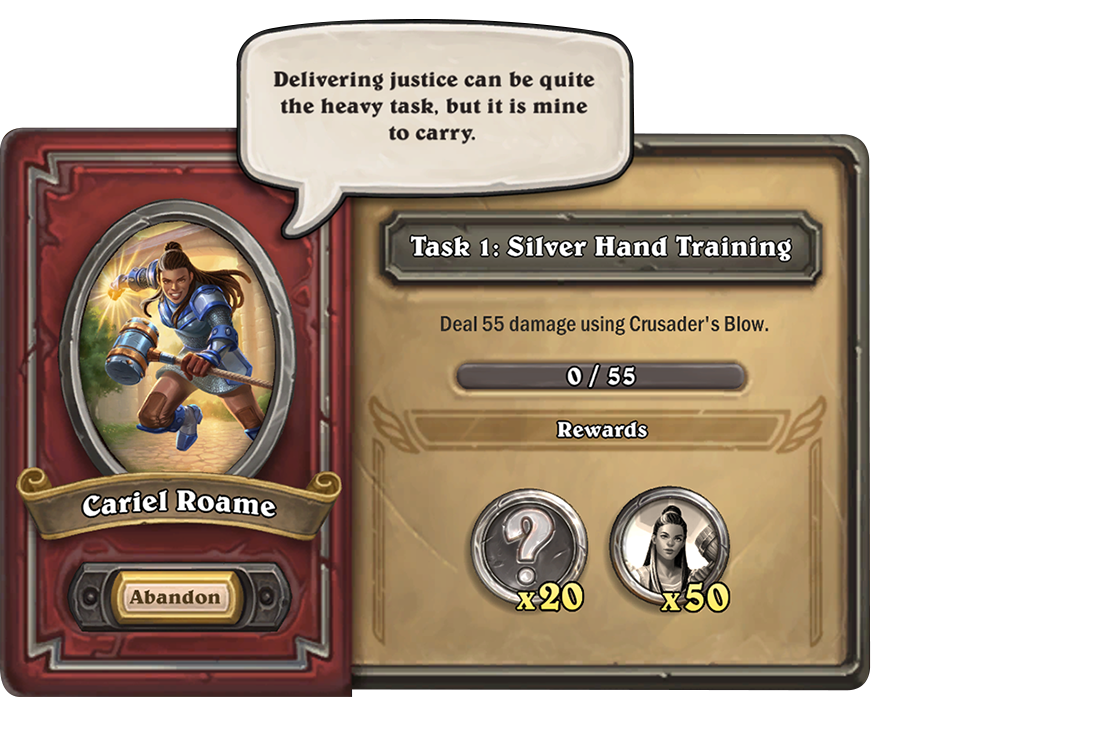 Delivering justice can be quite
the heavy task, but it is mine
to carry.
Task 1: Silver Hand Training
Deal 55 damage using Crusader's Blow.
0 / 55
Rewards
Cariel Roame
?
x20
x50
Abandon